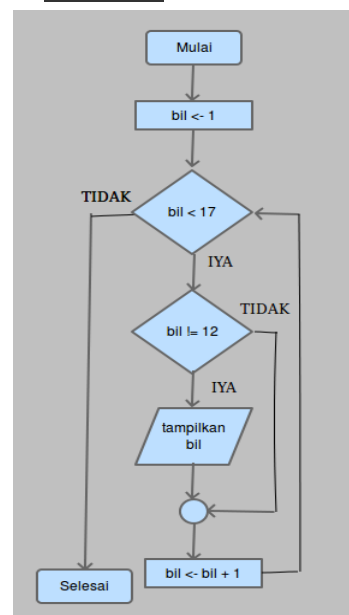 Mulai
bil <- 1
TIDAK
bil < 17
IYA
TIDAK
bil != 12
IYA
tampilkan
bil
bil <- bil + 1
Selesai